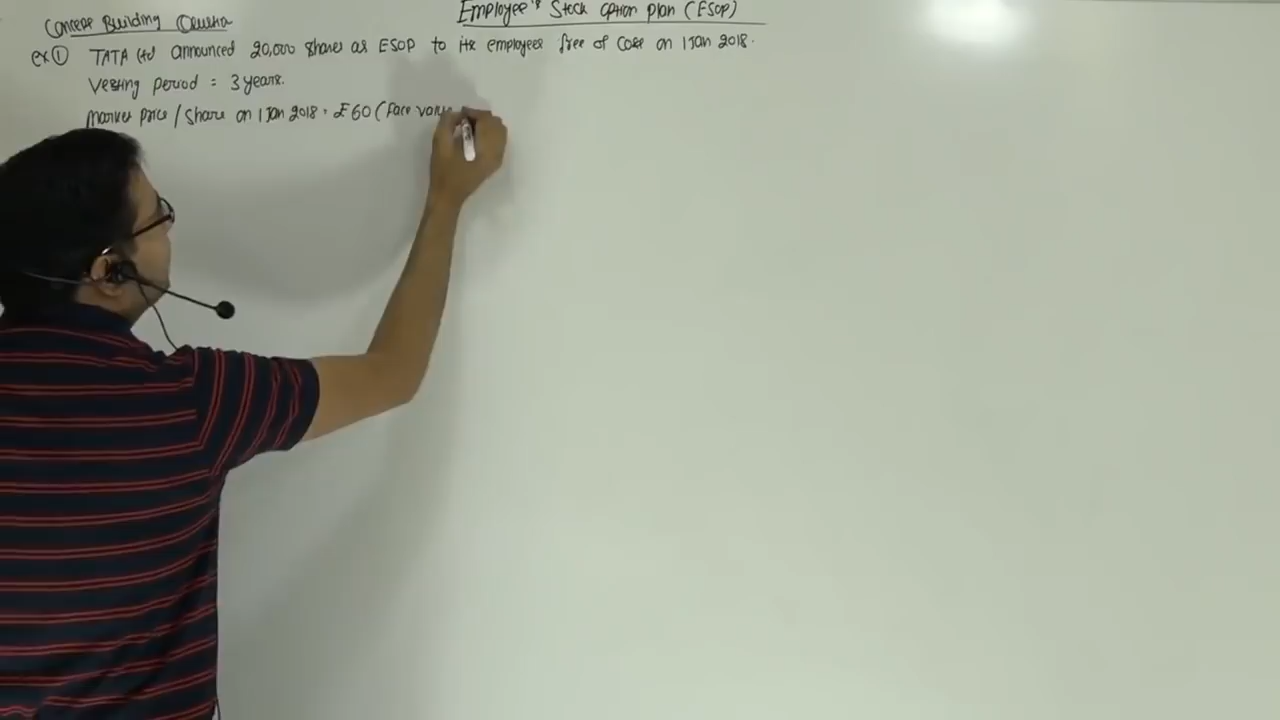 Employee's Stock option plan (ESOP)
Concept Building Question
ex ① TATA Ltd announced 20,000 shares as ESOP to its employees free of cost on 1 Jan 2018.
Vesting period = 3 years.
Market price / share on 1 Jan 2018 = ₹60 (Face value